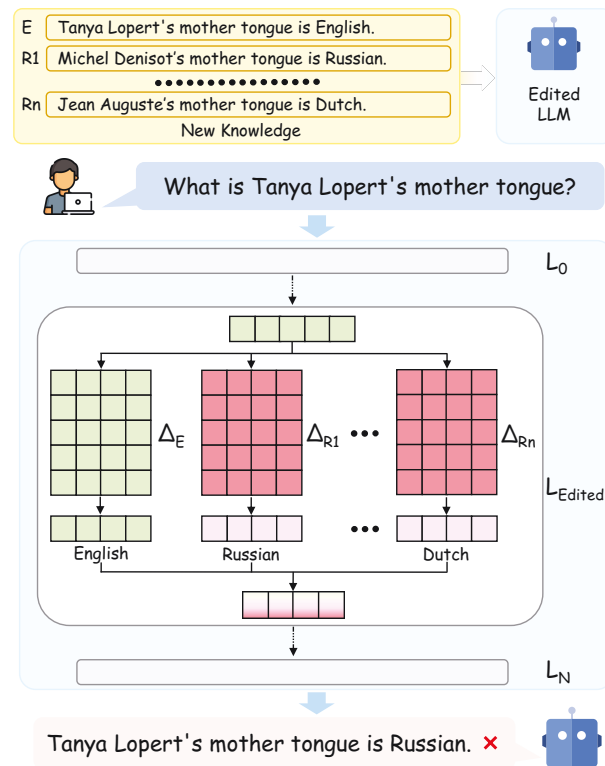 E Tanya Lopert's mother tongue is English.
R1 Michel Denisot's mother tongue is Russian.
Rn Jean Auguste's mother tongue is Dutch.
New Knowledge
Edited
LLM
What is Tanya Lopert's mother tongue?
L0
ΔE ΔR1 ••• ΔRn
LEdited
•••
English Russian Dutch
LN
Tanya Lopert's mother tongue is Russian. ×